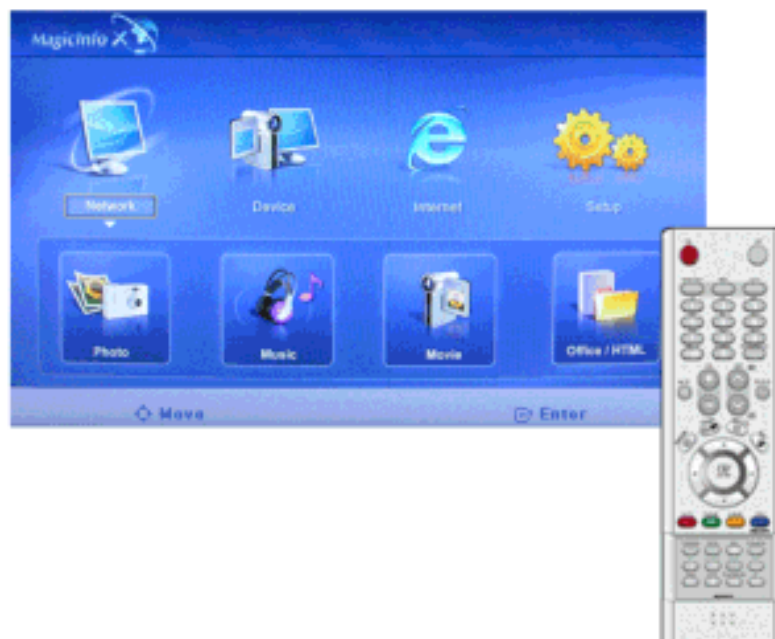 MagicInfo X
Network Device Internet Setup
Photo Music Movie Office / HTML
Move Enter